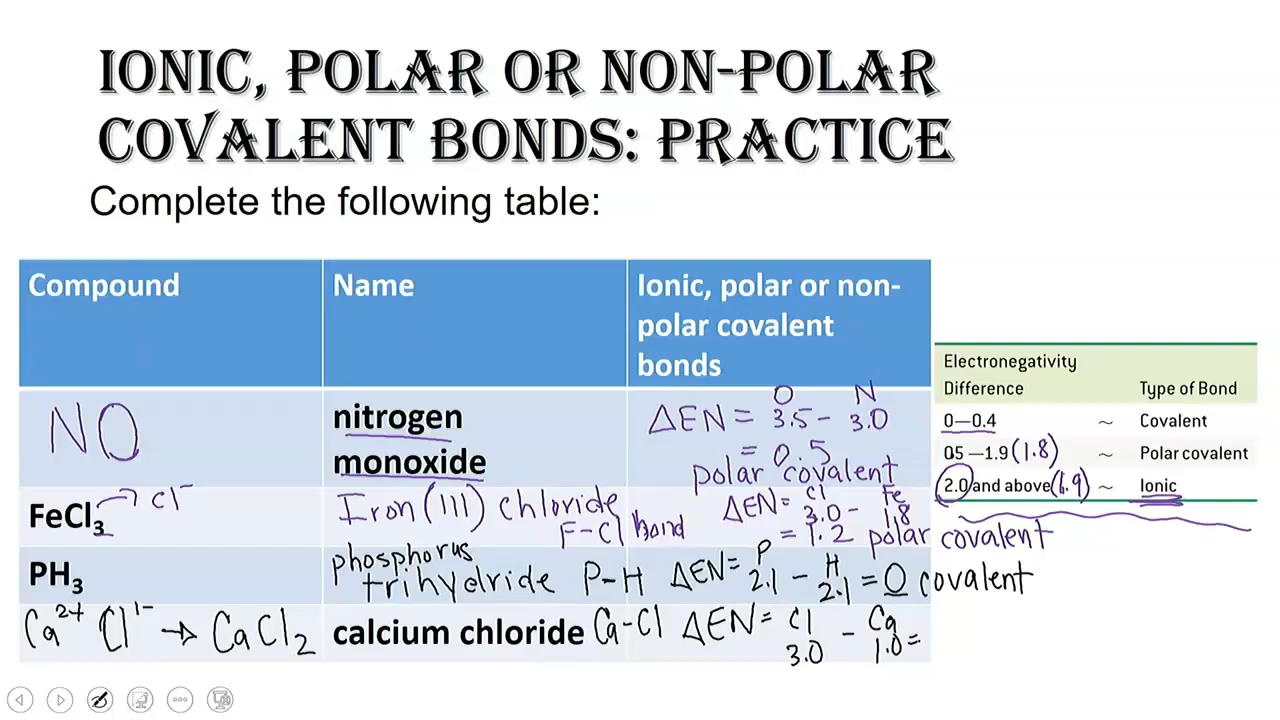 IONIC, POLAR OR NON-POLAR
COVALENT BONDS: PRACTICE
Complete the following table:
Compound
Name
Ionic, polar or non-
polar covalent
bonds
NO
nitrogen
monoxide
O N
ΔEN = 3.5 - 3.0
= 0.5
polar covalent
FeCl3 → Cl⁻
Iron (III) chloride
F-Cl bond
Cl Fe
ΔEN = 3.0 - 1.8
= 1.2 polar covalent
PH3
phosphorus
trihydride
P-H
P H
ΔEN = 2.1 - 2.1 = 0 covalent
Ca²⁺ Cl¹⁻ → CaCl2
calcium chloride
Ca-Cl
Cl Ca
ΔEN = 3.0 - 1.0 =
Electronegativity
Difference
Type of Bond
0—0.4 ~ Covalent
05—1.9 (1.8) ~ Polar covalent
2.0 and above (1.9) ~ Ionic